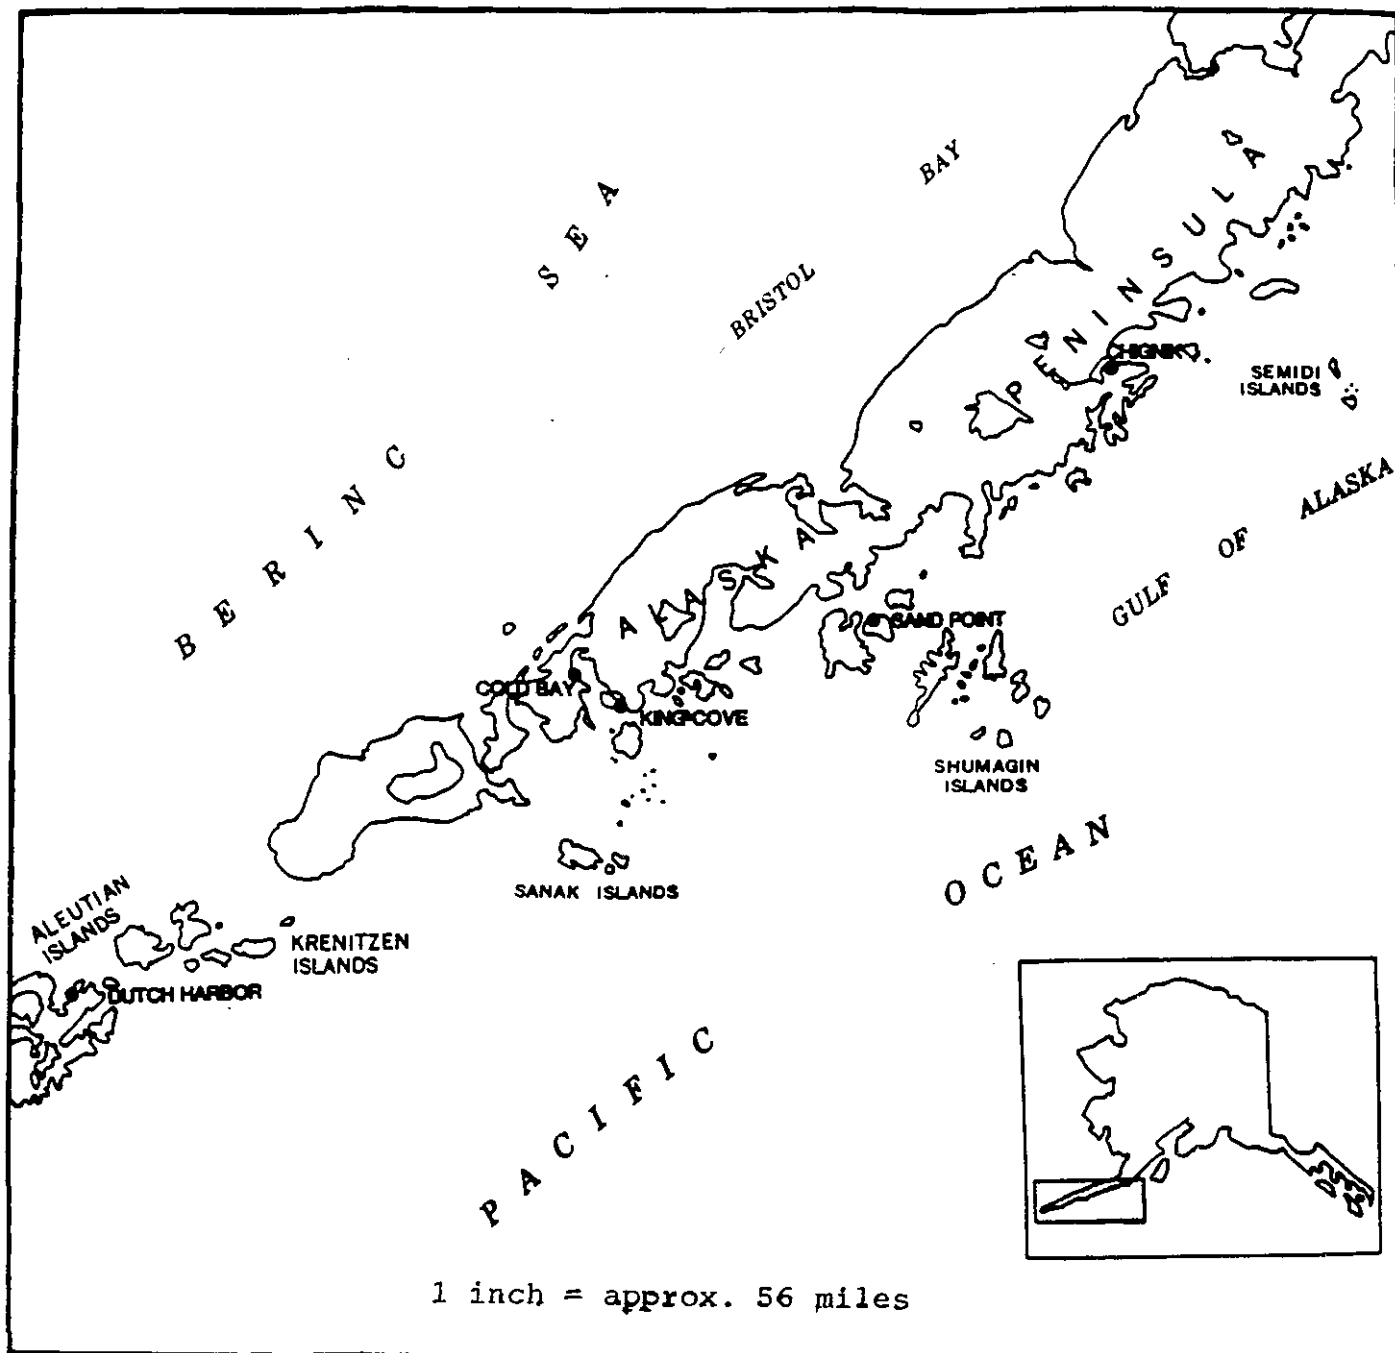 BERINC SEA
BRISTOL BAY
ALASKA PENINSULA
CHIGNIK
SEMIDI
ISLANDS
GULF OF ALASKA
SAND POINT
COLD BAY
KING COVE
SHUMAGIN
ISLANDS
SANAK ISLANDS
ALEUTIAN
ISLANDS
KRENITZEN
ISLANDS
DUTCH HARBOR
PACIFIC OCEAN
1 inch = approx. 56 miles